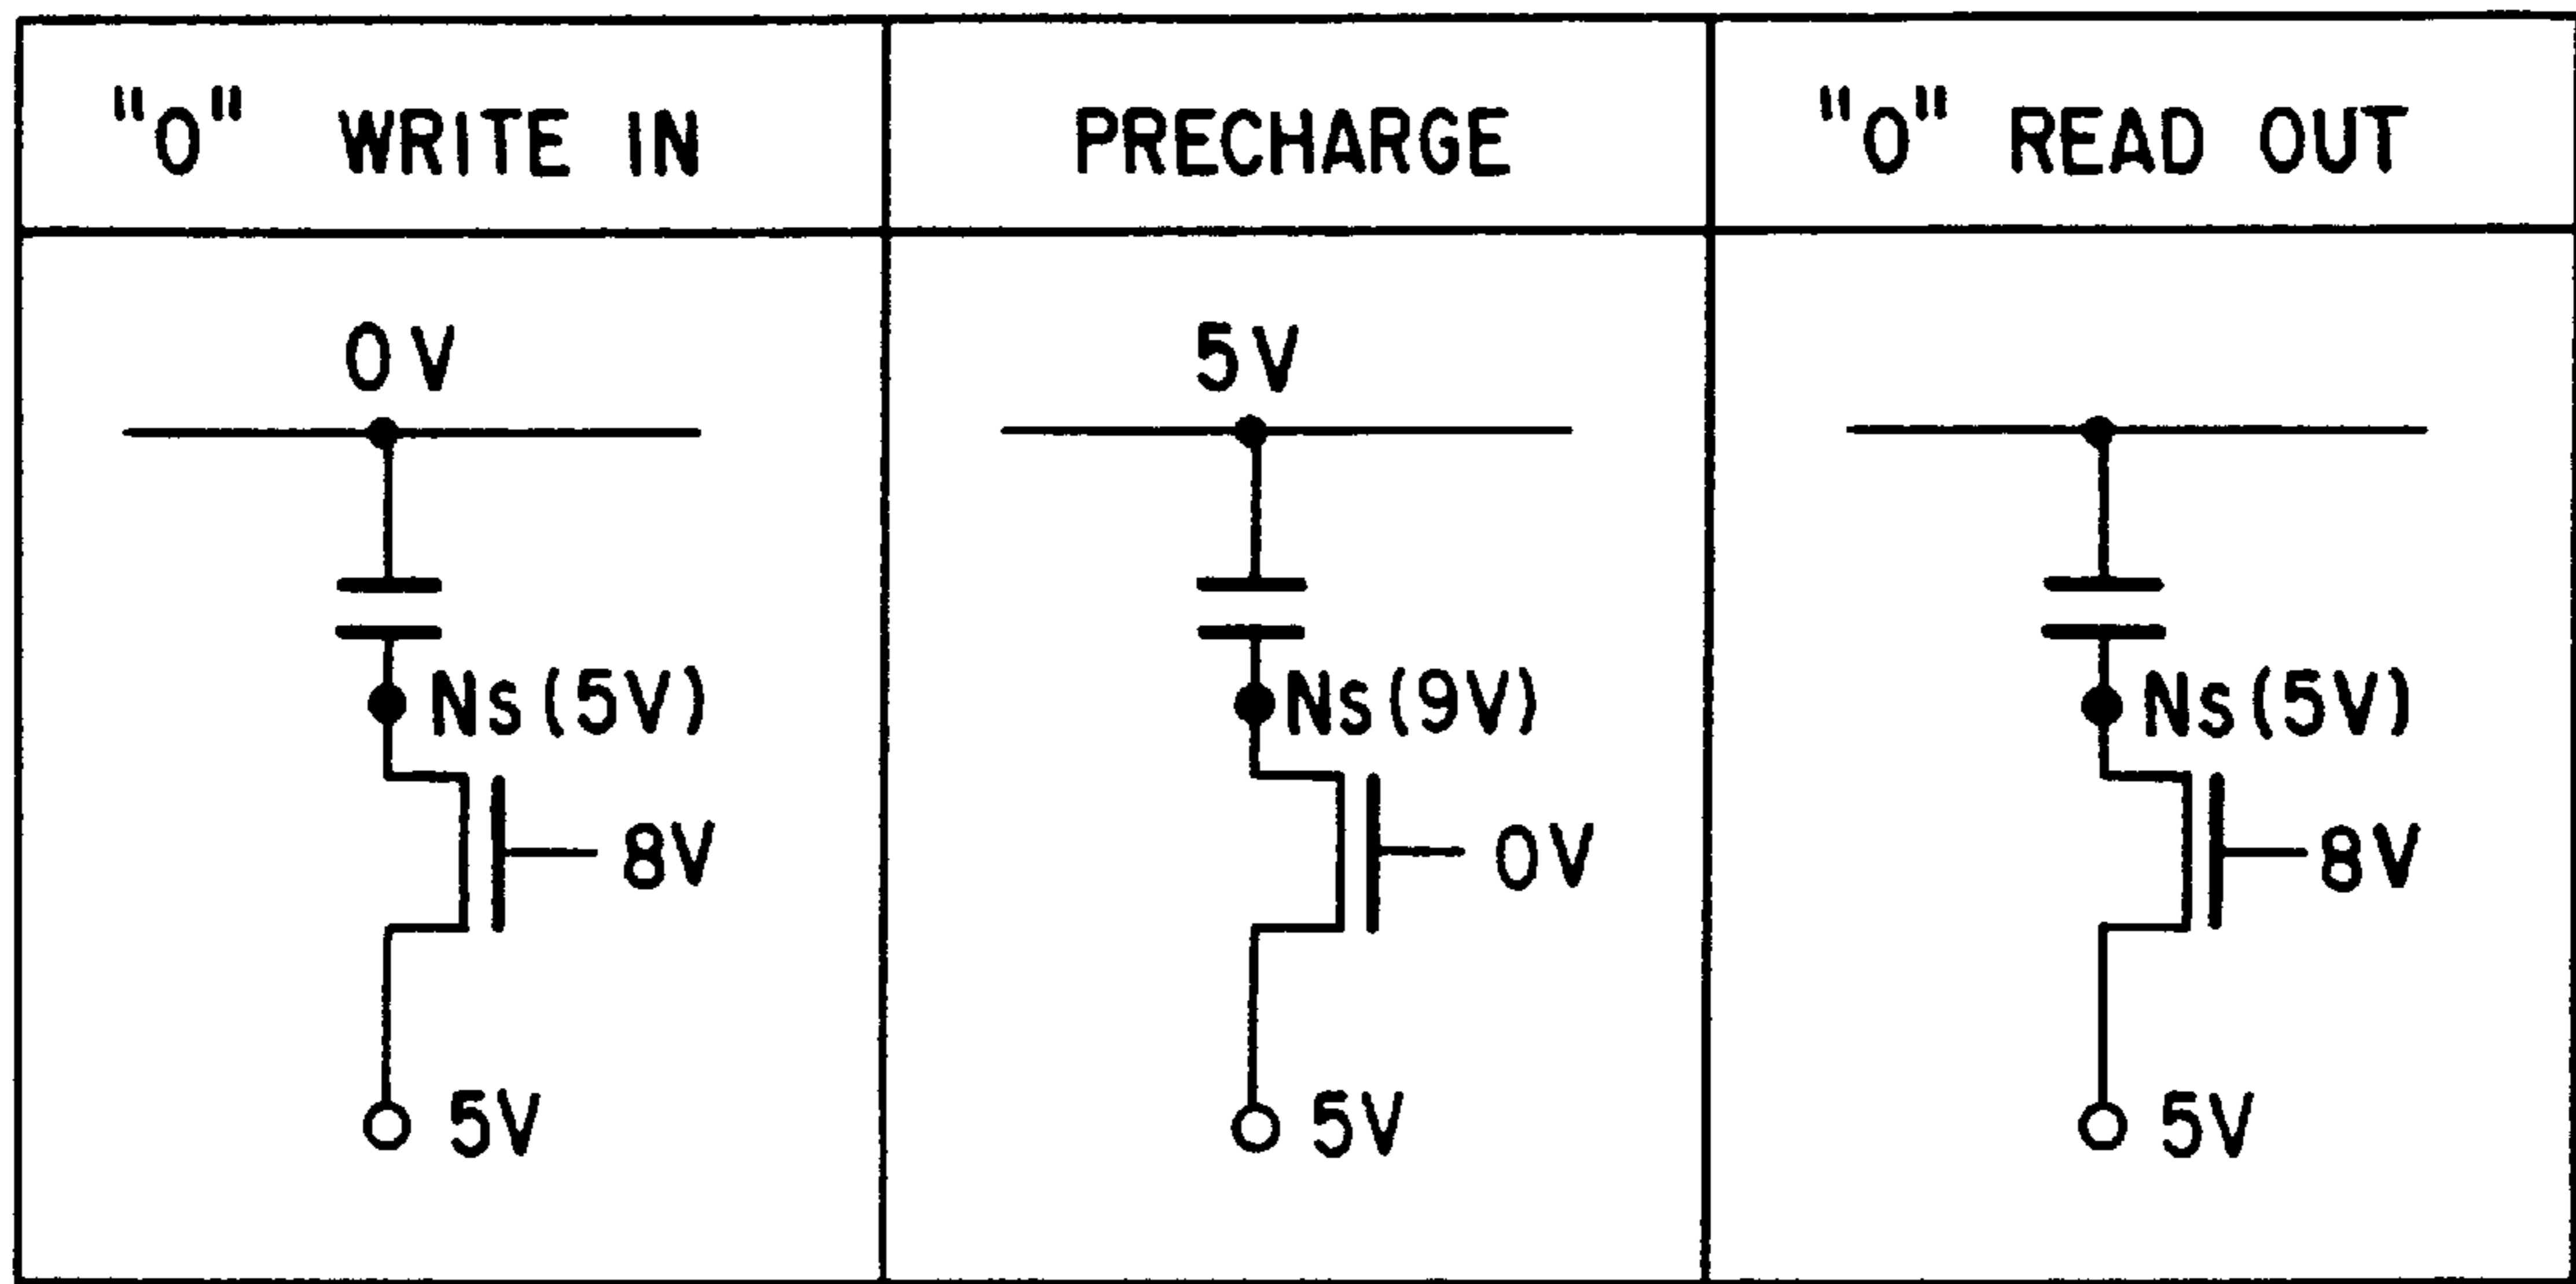 "0" WRITE IN
PRECHARGE
"0" READ OUT
0V
5V
Ns(5V)
Ns(9V)
Ns(5V)
8V
0V
8V
5V
5V
5V